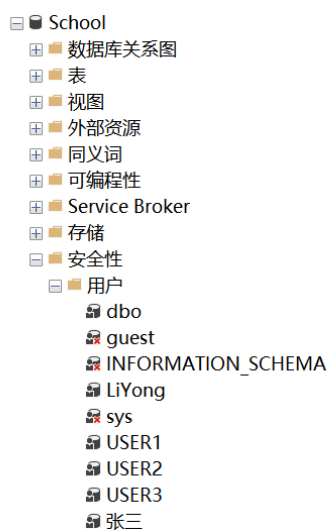 School
数据库关系图
表
视图
外部资源
同义词
可编程性
Service Broker
存储
安全性
用户
dbo
guest
INFORMATION_SCHEMA
LiYong
sys
USER1
USER2
USER3
张三